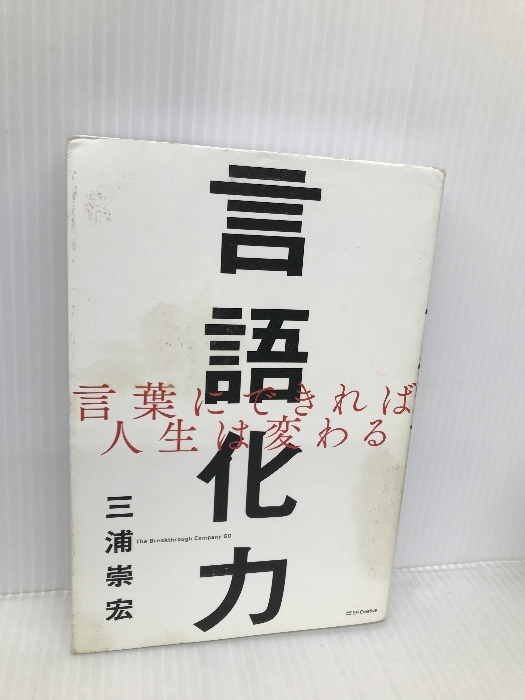 言語化力
言葉にできれば
人生は変わる
三浦崇宏
The Breakthrough Company GO
SB Creative